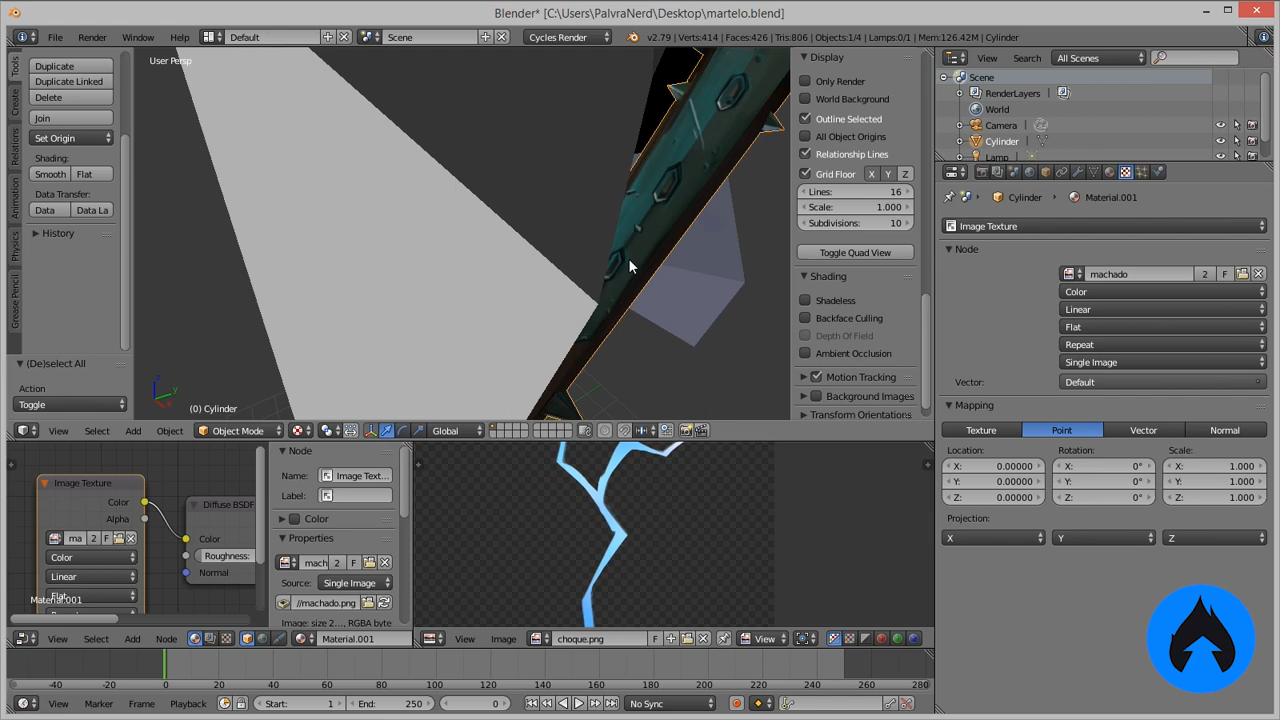 Blender* [C:\Users\PalvraNerd\Desktop\martelo.blend]
File Render Window Help Default Scene Cycles Render v2.79 | Verts:414 | Faces:426 | Tris:806 | Objects:1/4 | Lamps:0/1 | Mem:126.42M | Cylinder
Tools
Create
Relations
Animation
Physics
Grease Pencil
Duplicate
Duplicate Linked
Delete
Join
Set Origin
Shading:
Smooth Flat
Data Transfer:
Data Data La
History
(De)select All
Action
Toggle
User Persp
(0) Cylinder
View Select Add Object Object Mode Global
Display
Only Render
World Background
Outline Selected
All Object Origins
Relationship Lines
Grid Floor X Y Z
Lines: 16
Scale: 1.000
Subdivisions: 10
Toggle Quad View
Shading
Shadeless
Backface Culling
Depth Of Field
Ambient Occlusion
Motion Tracking
Background Images
Transform Orientations
View Search All Scenes
Scene
RenderLayers
World
Camera
Cylinder
Lamp
Cylinder Material.001
Image Texture
Node
machado 2 F
Color
Linear
Flat
Repeat
Single Image
Vector: Default
Mapping
Texture Point Vector Normal
Location: Rotation: Scale:
X: 0.00000 X: 0° X: 1.000
Y: 0.00000 Y: 0° Y: 1.000
Z: 0.00000 Z: 0° Z: 1.000
Projection:
X Y Z
Image Texture
Color
Alpha
ma 2 F
Color
Linear
Flat
Material.001
Diffuse BSDF
Color
Roughness:
Normal
Node
Name: Image Text...
Label:
Color
Properties
mach 2 F
Source: Single Image
//machado.png
Image: size 2..., RGBA byte
View Select Add Node Material.001
View Image choque.png F View
-40 -20 0 20 40 60 80 100 120 140 160 180 200 220 240 260 280
View Marker Frame Playback Start: 1 End: 250 0 No Sync